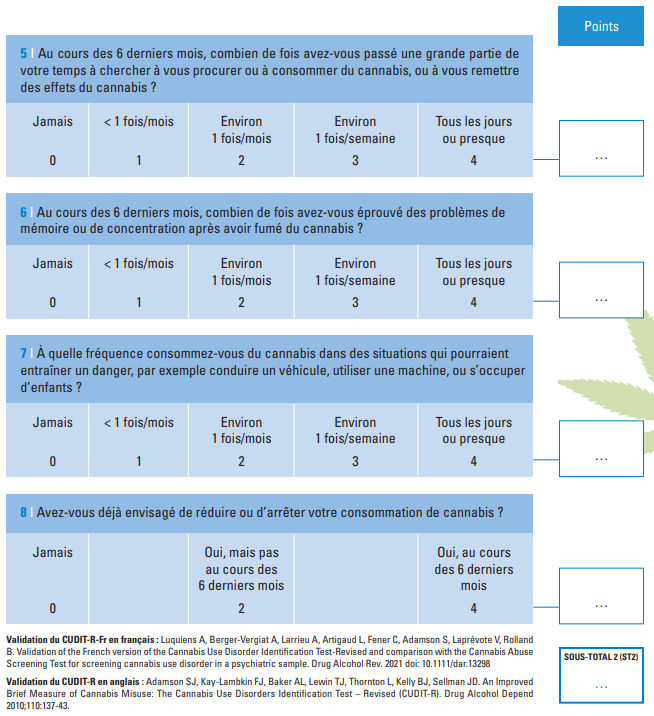 Points
5 | Au cours des 6 derniers mois, combien de fois avez-vous passé une grande partie de
votre temps à chercher à vous procurer ou à consommer du cannabis, ou à vous remettre
des effets du cannabis ?
Jamais < 1 fois/mois Environ 1 fois/mois Environ 1 fois/semaine Tous les jours ou presque
0 1 2 3 4 ...
6 | Au cours des 6 derniers mois, combien de fois avez-vous éprouvé des problèmes de
mémoire ou de concentration après avoir fumé du cannabis ?
Jamais < 1 fois/mois Environ 1 fois/mois Environ 1 fois/semaine Tous les jours ou presque
0 1 2 3 4 ...
7 | À quelle fréquence consommez-vous du cannabis dans des situations qui pourraient
entraîner un danger, par exemple conduire un véhicule, utiliser une machine, ou s’occuper
d’enfants ?
Jamais < 1 fois/mois Environ 1 fois/mois Environ 1 fois/semaine Tous les jours ou presque
0 1 2 3 4 ...
8 | Avez-vous déjà envisagé de réduire ou d’arrêter votre consommation de cannabis ?
Jamais Oui, mais pas au cours des 6 derniers mois Oui, au cours des 6 derniers mois
0 2 4 ...
Validation du CUDIT-R-Fr en français : Luquiens A, Berger-Vergiat A, Larrieu A, Artigaud L, Fener C, Adamson S, Laprévote V, Rolland
B. Validation of the French version of the Cannabis Use Disorder Identification Test-Revised and comparison with the Cannabis Abuse
Screening Test for screening cannabis use disorder in a psychiatric sample. Drug Alcohol Rev. 2021 doi: 10.1111/dar.13298
Validation du CUDIT-R en anglais : Adamson SJ, Kay-Lambkin FJ, Baker AL, Lewin TJ, Thornton L, Kelly BJ, Sellman JD. An Improved
Brief Measure of Cannabis Misuse: The Cannabis Use Disorders Identification Test – Revised (CUDIT-R). Drug Alcohol Depend
2010;110:137-43.
SOUS-TOTAL 2 (ST2)
...